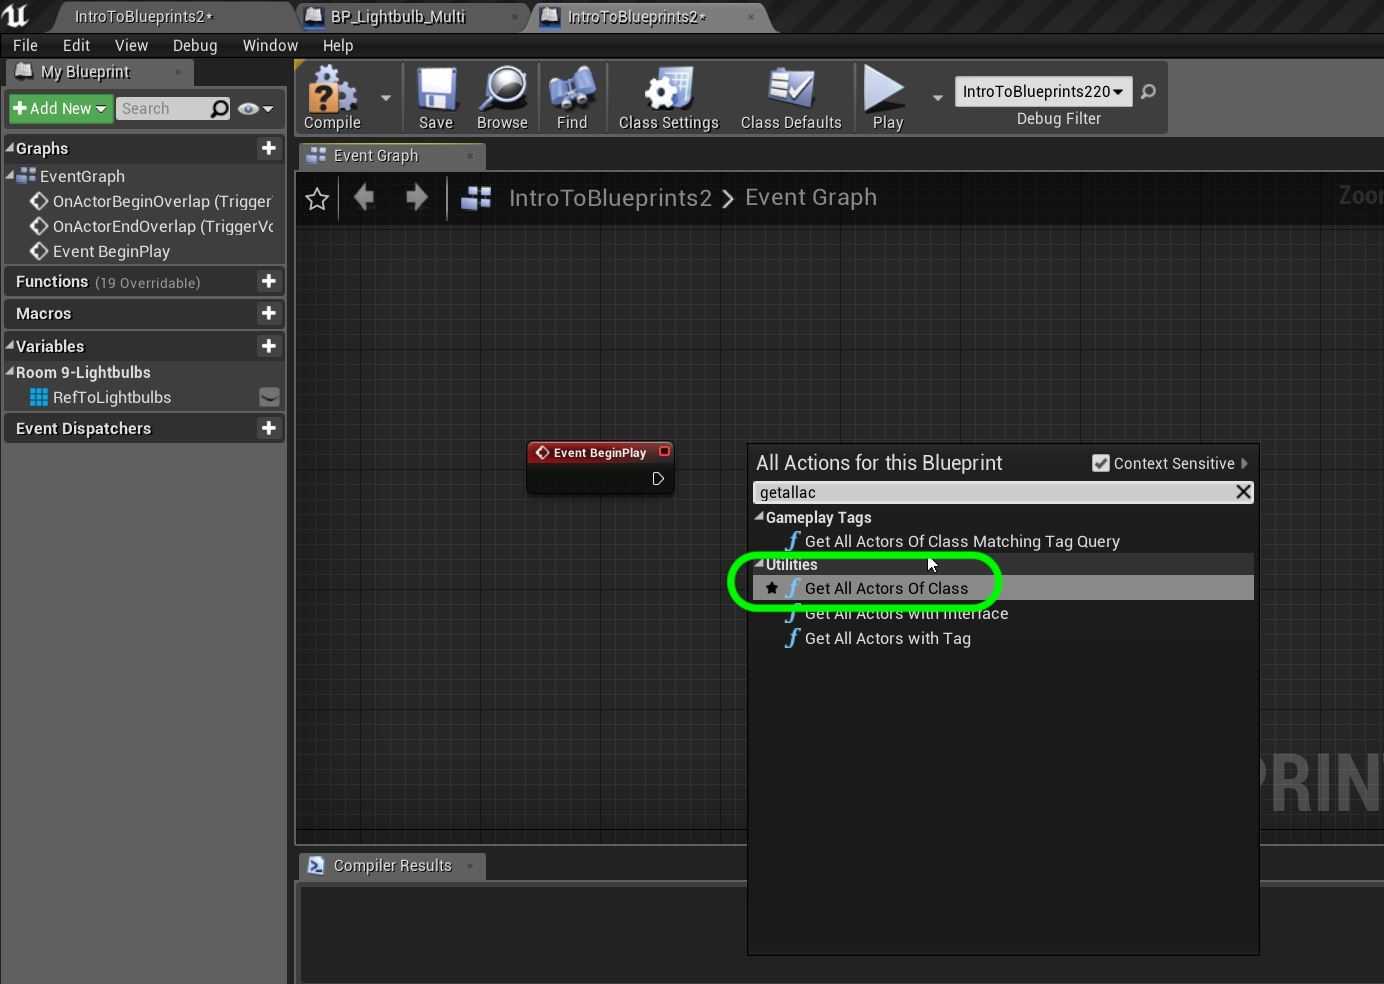 IntroToBlueprints2*
BP_Lightbulb_Multi
IntroToBlueprints2*
File Edit View Debug Window Help
My Blueprint
Add New
Search
Compile
Save
Browse
Find
Class Settings
Class Defaults
Play
IntroToBlueprints220
Debug Filter
Graphs
EventGraph
OnActorBeginOverlap (Trigger
OnActorEndOverlap (TriggerVo
Event BeginPlay
Functions (19 Overridable)
Macros
Variables
Room 9-Lightbulbs
RefToLightbulbs
Event Dispatchers
Event Graph
IntroToBlueprints2 > Event Graph
Zoo
Event BeginPlay
All Actions for this Blueprint
Context Sensitive
getallac
Gameplay Tags
Get All Actors Of Class Matching Tag Query
Utilities
Get All Actors Of Class
Get All Actors with Interface
Get All Actors with Tag
PRIN
Compiler Results